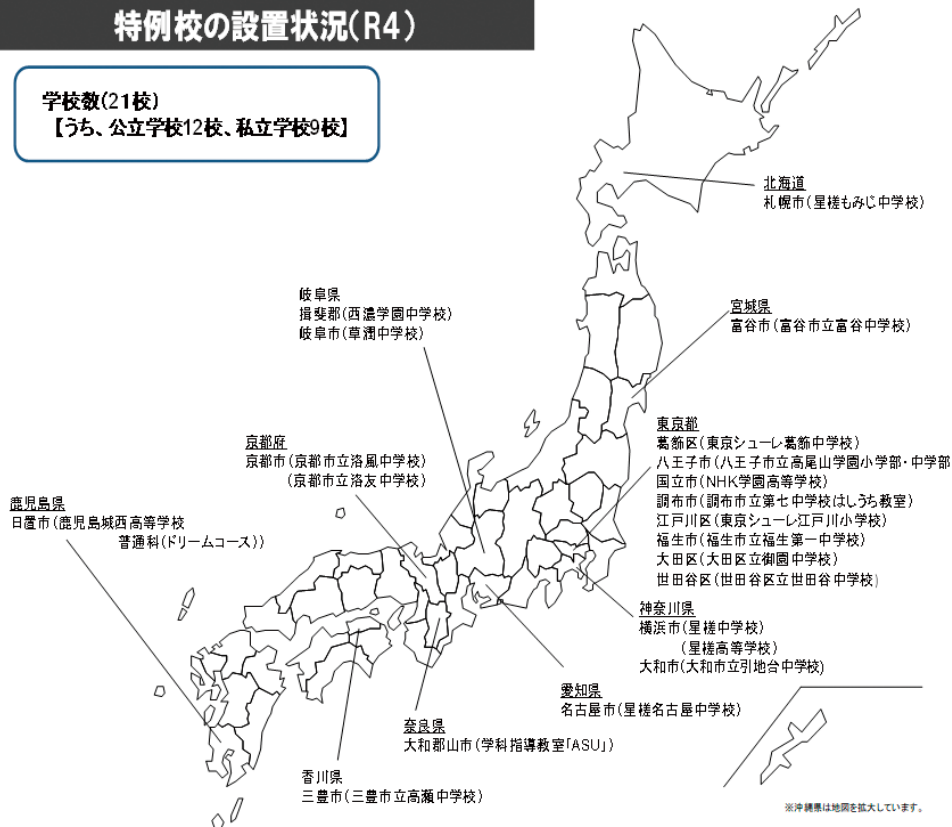 特例校の設置状況(R4)
学校数(21校)
【うち、公立学校12校、私立学校9校】
北海道
札幌市(星槎もみじ中学校)
岐阜県
揖斐郡(西濃学園中学校)
岐阜市(草潤中学校)
宮城県
富谷市(富谷市立富谷中学校)
東京都
葛飾区(東京シューレ葛飾中学校)
八王子市(八王子市立高尾山学園小学部・中学部
国立市(NHK学園高等学校)
調布市(調布市立第七中学校はしうち教室)
江戸川区(東京シューレ江戸川小学校)
福生市(福生市立福生第一中学校)
大田区(大田区立御園中学校)
世田谷区(世田谷区立世田谷中学校)
京都府
京都市(京都市立洛風中学校)
(京都市立洛友中学校)
鹿児島県
日置市(鹿児島城西高等学校
普通科(ドリームコース))
神奈川県
横浜市(星槎中学校)
(星槎高等学校)
大和市(大和市立引地台中学校)
愛知県
名古屋市(星槎名古屋中学校)
奈良県
大和郡山市(学科指導教室「ASU」)
香川県
三豊市(三豊市立高瀬中学校)
※沖縄県は地図を拡大しています。